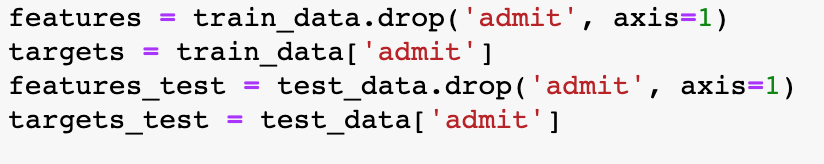 features = train_data.drop('admit', axis=1)
targets = train_data['admit']
features_test = test_data.drop('admit', axis=1)
targets_test = test_data['admit']